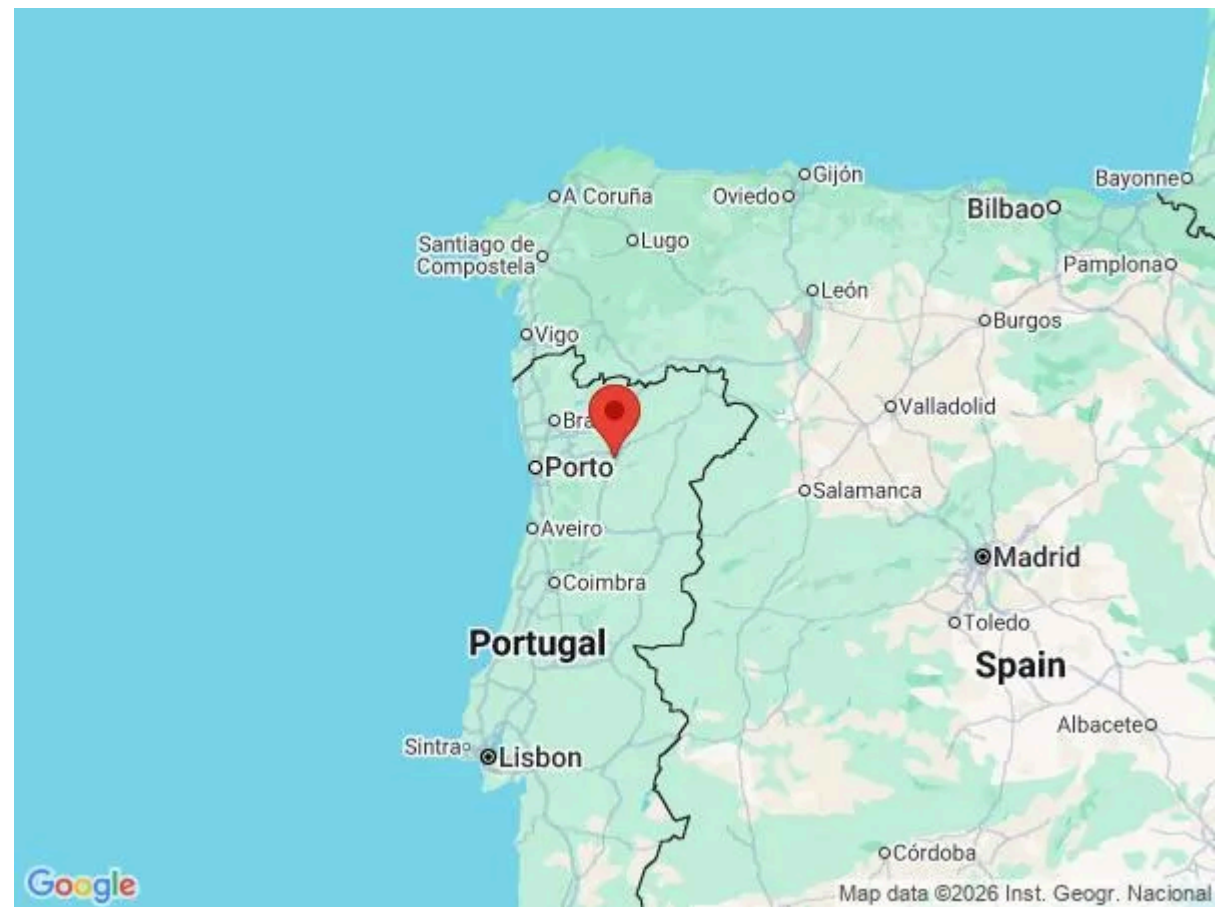 Gijón
A Coruña
Oviedo
Bayonne
Bilbao
Santiago de
Compostela
Lugo
Pamplona
León
Burgos
Vigo
Valladolid
Bra
Porto
Salamanca
Aveiro
Madrid
Coimbra
Toledo
Portugal
Spain
Albacete
Sintra
Lisbon
Córdoba
Google
Map data ©2026 Inst. Geogr. Nacional